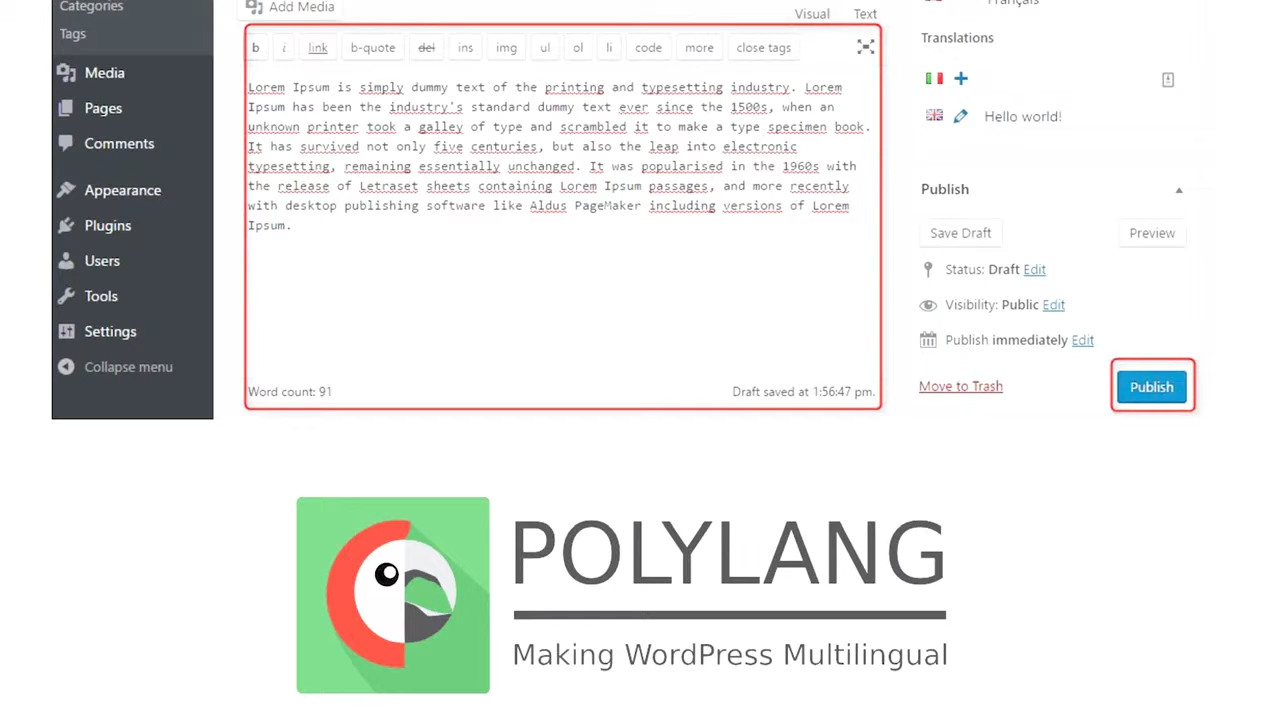 Categories
Tags
Media
Pages
Comments
Appearance
Plugins
Users
Tools
Settings
Collapse menu
Add Media
Visual Text
b i link b-quote del ins img ul ol li code more close tags
Lorem Ipsum is simply dummy text of the printing and typesetting industry. Lorem
Ipsum has been the industry's standard dummy text ever since the 1500s, when an
unknown printer took a galley of type and scrambled it to make a type specimen book.
It has survived not only five centuries, but also the leap into electronic
typesetting, remaining essentially unchanged. It was popularised in the 1960s with
the release of Letraset sheets containing Lorem Ipsum passages, and more recently
with desktop publishing software like Aldus PageMaker including versions of Lorem
Ipsum.
Word count: 91
Draft saved at 1:56:47 pm.
Français
Translations
Hello world!
Publish
Save Draft
Preview
Status: Draft Edit
Visibility: Public Edit
Publish immediately Edit
Move to Trash
Publish
POLYLANG
Making WordPress Multilingual